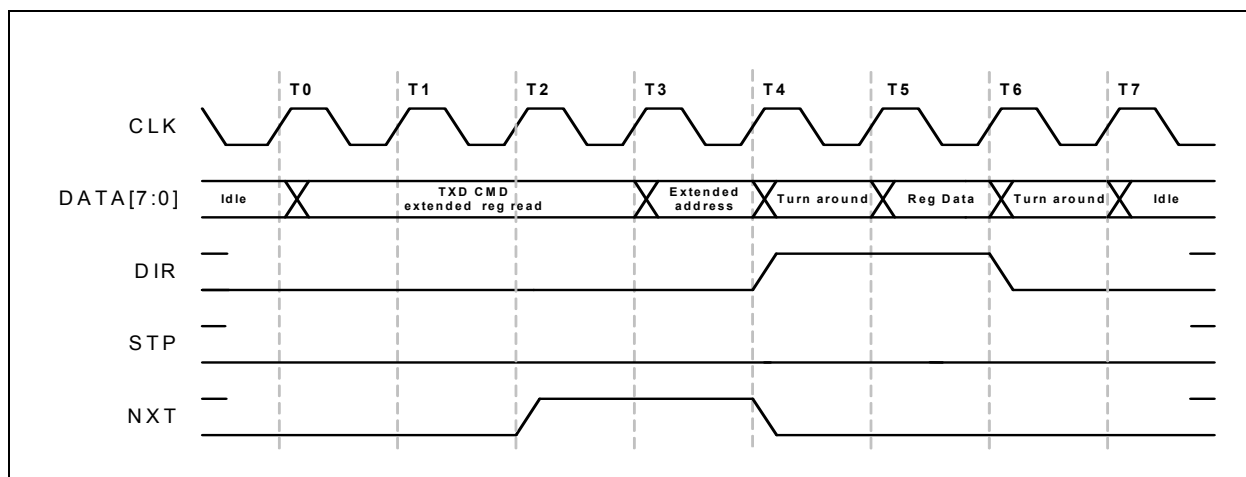 T0 T1 T2 T3 T4 T5 T6 T7
CLK
DATA[7:0]
Idle
TXD CMD
extended reg read
Extended
address
Turn around
Reg Data
Turn around
Idle
DIR
STP
NXT